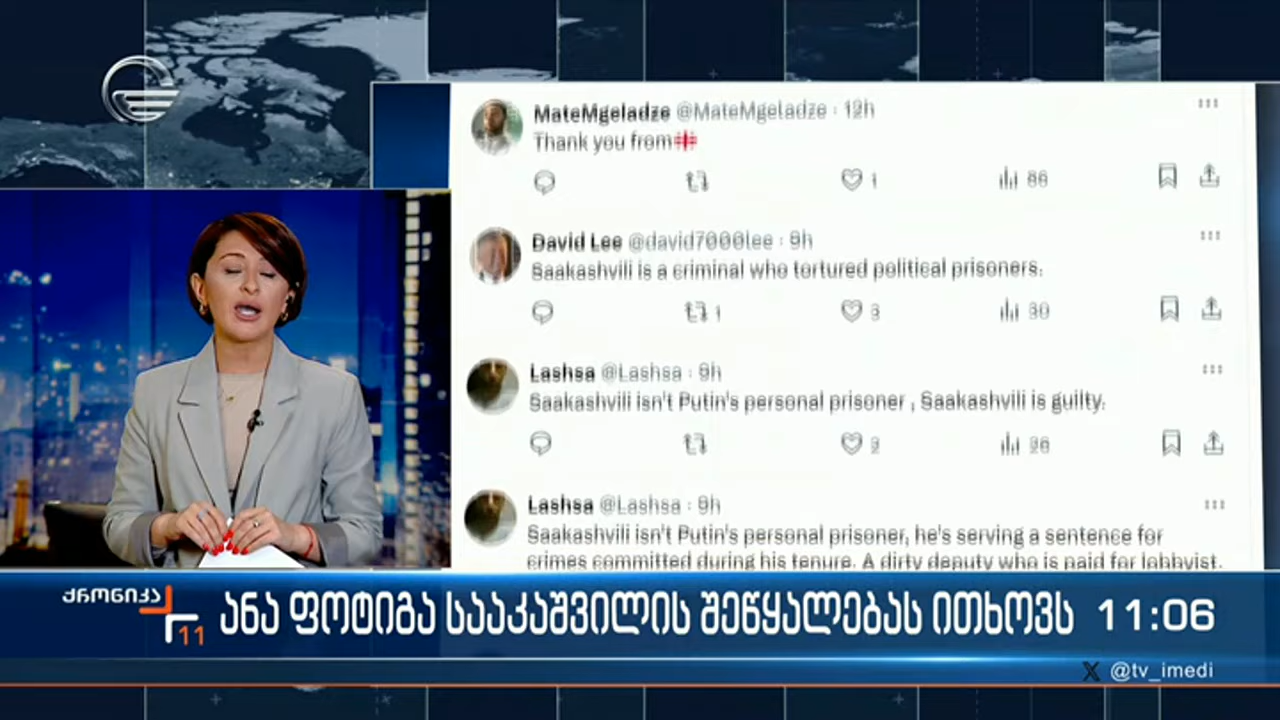 MateMgeladze @MateMgeladze · 12h
Thank you from
1
86
David Lee @david7000lee · 9h
Saakashvili is a criminal who tortured political prisoners.
1
3
30
Lashsa @Lashsa · 9h
Saakashvili isn't Putin's personal prisoner , Saakashvili is guilty.
2
26
Lashsa @Lashsa · 9h
Saakashvili isn't Putin's personal prisoner, he's serving a sentence for
crimes committed during his tenure. A dirty deputy who is paid for lobbyist.
ქრონიკა
11
ანა ფოტიგა სააკაშვილის შეწყალებას ითხოვს
11:06
@tv_imedi